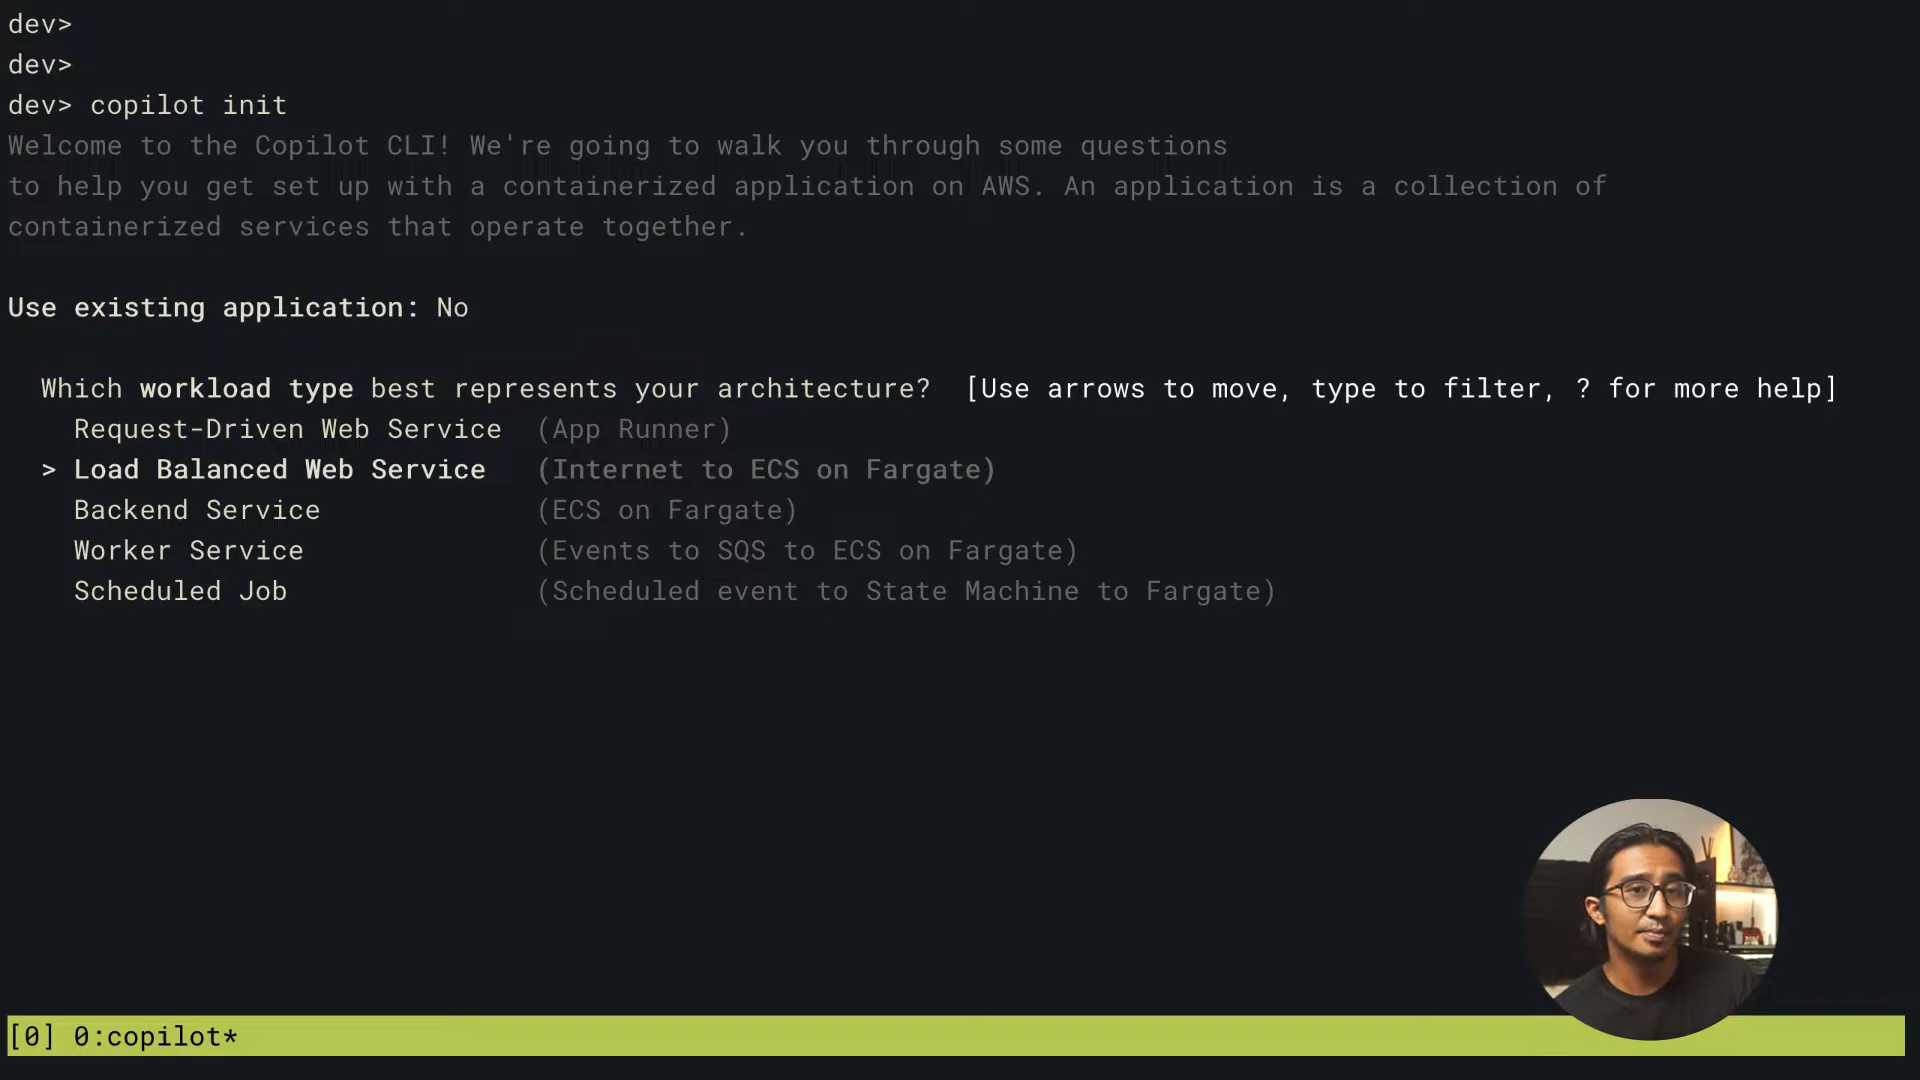 dev>
dev>
dev> copilot init
Welcome to the Copilot CLI! We're going to walk you through some questions
to help you get set up with a containerized application on AWS. An application is a collection of
containerized services that operate together.
Use existing application: No
Which workload type best represents your architecture?  [Use arrows to move, type to filter, ? for more help]
Request-Driven Web Service  (App Runner)
> Load Balanced Web Service  (Internet to ECS on Fargate)
Backend Service  (ECS on Fargate)
Worker Service  (Events to SQS to ECS on Fargate)
Scheduled Job  (Scheduled event to State Machine to Fargate)
[0] 0:copilot*